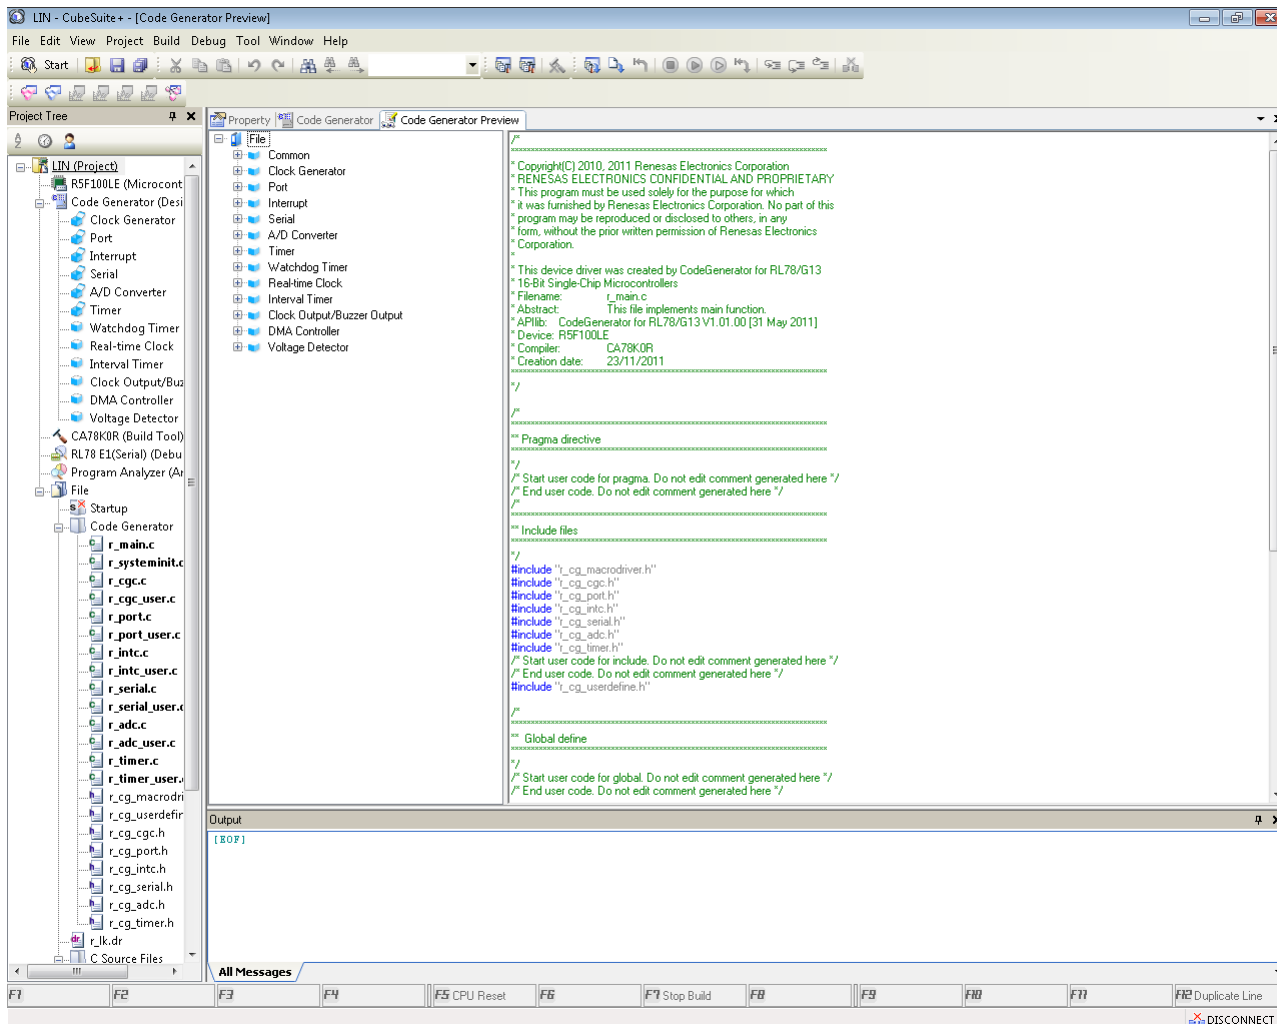 LIN - CubeSuite+ - [Code Generator Preview]
File Edit View Project Build Debug Tool Window Help
Start
Project Tree
LIN (Project)
R5F100LE (Microcont
Code Generator (Desi
Clock Generator
Port
Interrupt
Serial
A/D Converter
Timer
Watchdog Timer
Real-time Clock
Interval Timer
Clock Output/Buz
DMA Controller
Voltage Detector
CA78K0R (Build Tool)
RL78 E1(Serial) (Debu
Program Analyzer (Ar
File
Startup
Code Generator
r_main.c
r_systeminit.c
r_cgc.c
r_cgc_user.c
r_port.c
r_port_user.c
r_intc.c
r_intc_user.c
r_serial.c
r_serial_user.c
r_adc.c
r_adc_user.c
r_timer.c
r_timer_user.
r_cg_macrodri
r_cg_userdefin
r_cg_cgc.h
r_cg_port.h
r_cg_intc.h
r_cg_serial.h
r_cg_adc.h
r_cg_timer.h
r_lk.dr
C Source Files
Property Code Generator Code Generator Preview
File
Common
Clock Generator
Port
Interrupt
Serial
A/D Converter
Timer
Watchdog Timer
Real-time Clock
Interval Timer
Clock Output/Buzzer Output
DMA Controller
Voltage Detector
/*
* Copyright(C) 2010, 2011 Renesas Electronics Corporation
* RENESAS ELECTRONICS CONFIDENTIAL AND PROPRIETARY
* This program must be used solely for the purpose for which
* it was furnished by Renesas Electronics Corporation. No part of this
* program may be reproduced or disclosed to others, in any
* form, without the prior written permission of Renesas Electronics
* Corporation.
*
* This device driver was created by CodeGenerator for RL78/G13
* 16-Bit Single-Chip Microcontrollers
* Filename: r_main.c
* Abstract: This file implements main function.
* APIlib: CodeGenerator for RL78/G13 V1.01.00 [31 May 2011]
* Device: R5F100LE
* Compiler: CA78K0R
* Creation date: 23/11/2011
*/
/*
** Pragma directive
*/
/* Start user code for pragma. Do not edit comment generated here */
/* End user code. Do not edit comment generated here */
/*
** Include files
*/
#include "r_cg_macrodriver.h"
#include "r_cg_cgc.h"
#include "r_cg_port.h"
#include "r_cg_intc.h"
#include "r_cg_serial.h"
#include "r_cg_adc.h"
#include "r_cg_timer.h"
/* Start user code for include. Do not edit comment generated here */
/* End user code. Do not edit comment generated here */
#include "r_cg_userdefine.h"
/*
** Global define
*/
/* Start user code for global. Do not edit comment generated here */
/* End user code. Do not edit comment generated here */
Output
[EOF]
All Messages
F1 F2 F3 F4 F5 CPU Reset F6 F7 Stop Build F8 F9 F10 F11 F12 Duplicate Line
DISCONNECT